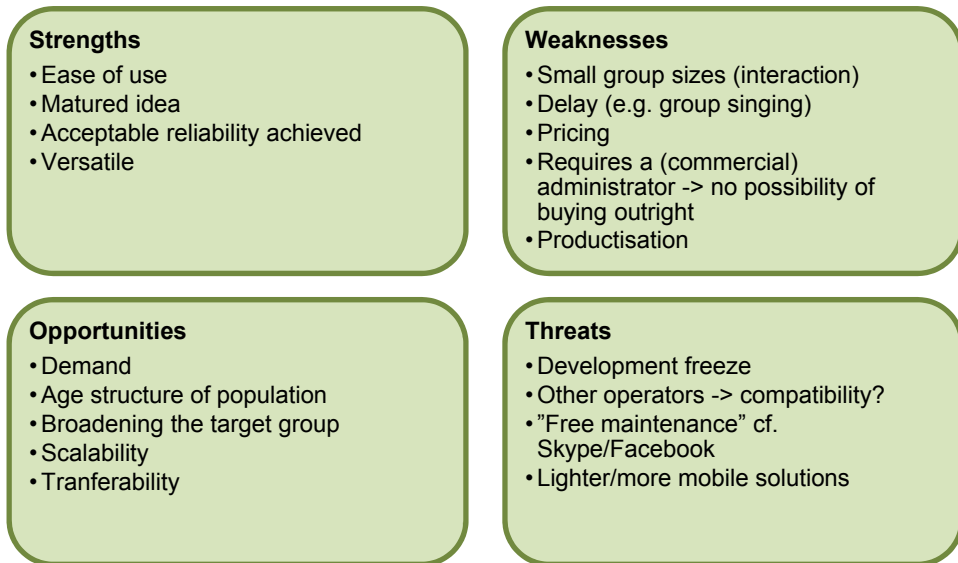 Strengths
• Ease of use
• Matured idea
• Acceptable reliability achieved
• Versatile
Weaknesses
• Small group sizes (interaction)
• Delay (e.g. group singing)
• Pricing
• Requires a (commercial)
administrator -> no possibility of
buying outright
• Productisation
Opportunities
• Demand
• Age structure of population
• Broadening the target group
• Scalability
• Tranferability
Threats
• Development freeze
• Other operators -> compatibility?
• ”Free maintenance” cf.
Skype/Facebook
• Lighter/more mobile solutions